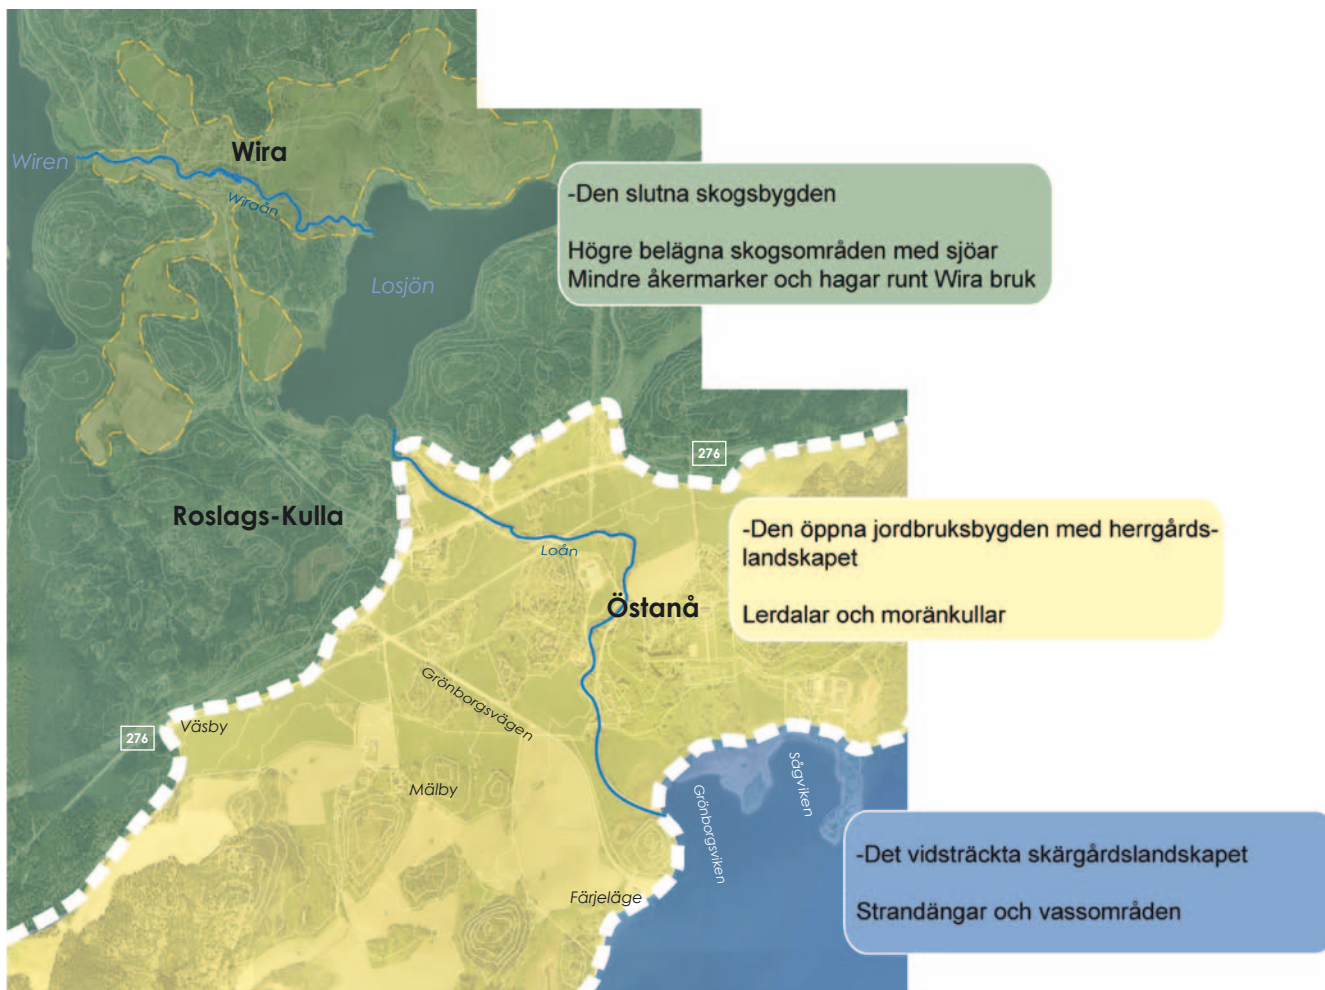 Wira
Wiren
Wiraån
-Den slutna skogsbygden
Högre belägna skogsområden med sjöar
Mindre åkermarker och hagar runt Wira bruk
Losjön
276
Roslags-Kulla
-Den öppna jordbruksbygden med herrgårds-
landskapet
Lerdalar och moränkullar
Loån
Östanå
Grönborgsvägen
Väsby
276
Mälby
Sågviken
Grönborgsviken
Färjeläge
-Det vidsträckta skärgårdslandskapet
Strandängar och vassområden